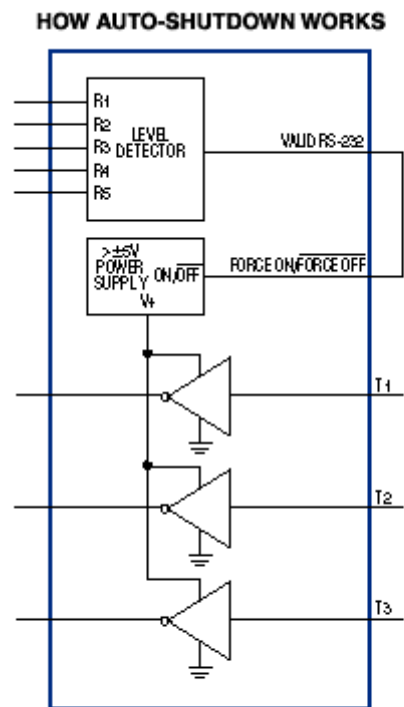 HOW AUTO-SHUTDOWN WORKS
R1
R2
R3
R4
R5
LEVEL
DETECTOR
VALID RS-232
>±5V
POWER
SUPPLY
ON/OFF
V+
FORCE ON/FORCE OFF
T1
T2
T3